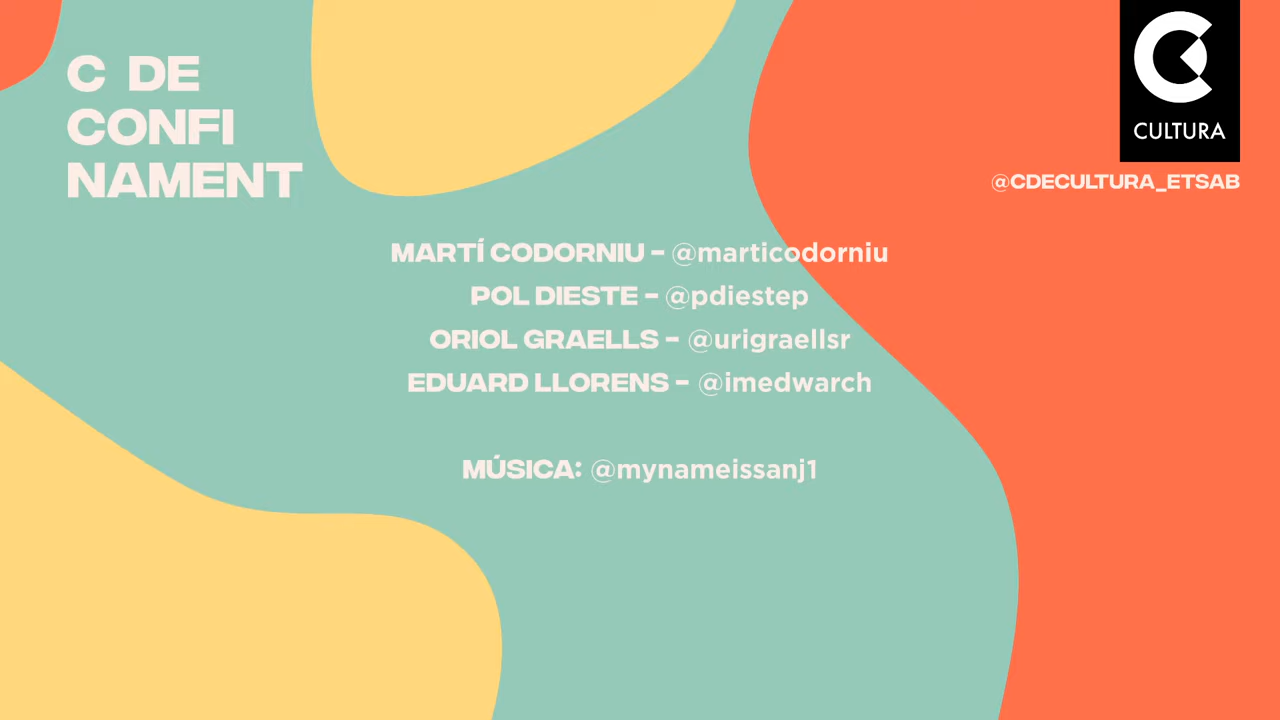 C DE
CONFI
NAMENT
CULTURA
@CDECULTURA_ETSAB
MARTÍ CODORNIU - @marticodorniu
POL DIESTE - @pdiestep
ORIOL GRAELLS - @urigraellsr
EDUARD LLORENS - @imedwarch
MÚSICA: @mynameissanj1